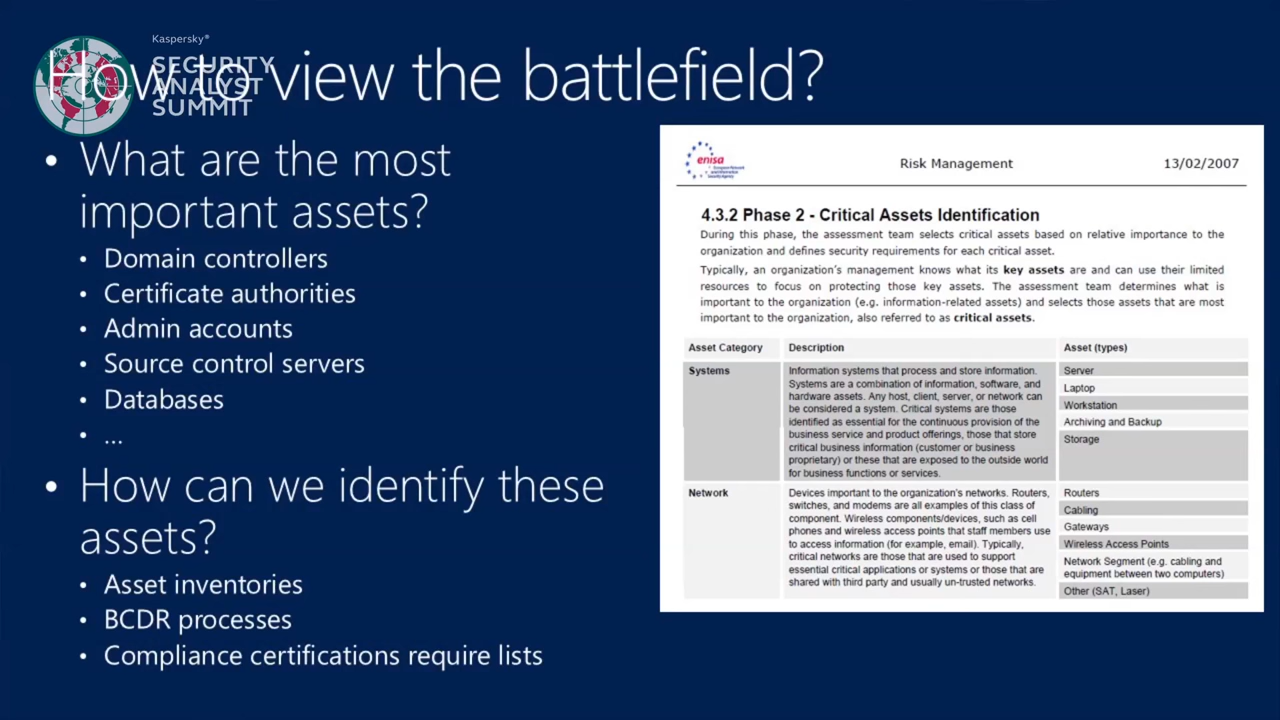 Kaspersky®
SECURITY
ANALYST
SUMMIT
How to view the battlefield?
• What are the most
important assets?
• Domain controllers
• Certificate authorities
• Admin accounts
• Source control servers
• Databases
• ...
• How can we identify these
assets?
• Asset inventories
• BCDR processes
• Compliance certifications require lists
enisa
Risk Management
13/02/2007
4.3.2 Phase 2 - Critical Assets Identification
During this phase, the assessment team selects critical assets based on relative importance to the
organization and defines security requirements for each critical asset.
Typically, an organization's management knows what its key assets are and can use their limited
resources to focus on protecting those key assets. The assessment team determines what is
important to the organization (e.g. information-related assets) and selects those assets that are most
important to the organization, also referred to as critical assets.
Asset Category
Description
Asset (types)
Systems
Information systems that process and store information.
Systems are a combination of information, software, and
hardware assets. Any host, client, server, or network can
be considered a system. Critical systems are those
identified as essential for the continuous provision of the
business service and product offerings, those that store
critical business information (customer or business
proprietary) or these that are exposed to the outside world
for business functions or services.
Server
Laptop
Workstation
Archiving and Backup
Storage
Network
Devices important to the organization's networks. Routers,
switches, and modems are all examples of this class of
component. Wireless components/devices, such as cell
phones and wireless access points that staff members use
to access information (for example, email). Typically,
critical networks are those that are used to support
essential critical applications or systems or those that are
shared with third party and usually un-trusted networks.
Routers
Cabling
Gateways
Wireless Access Points
Network Segment (e.g. cabling and
equipment between two computers)
Other (SAT, Laser)